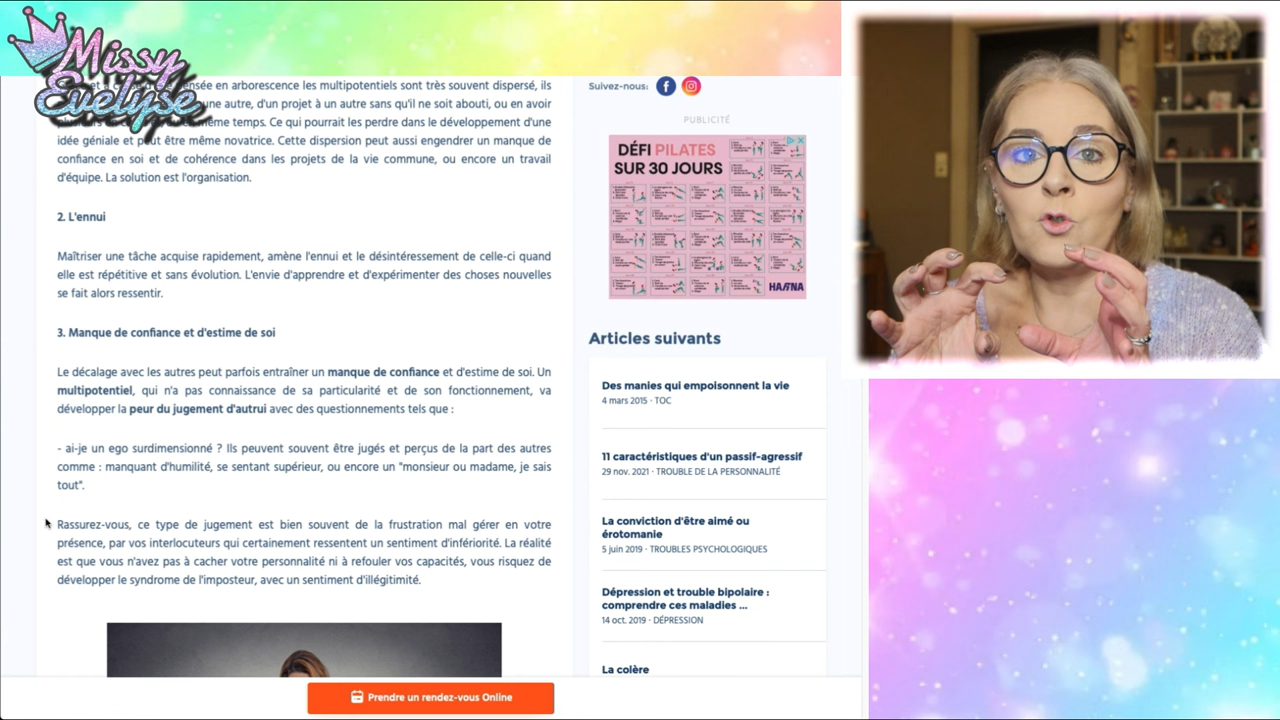 Missy
Evelyse
ensée en arborescence les multipotentiels sont très souvent dispersé, ils
une autre, d'un projet à un autre sans qu'il ne soit abouti, ou en avoir
même temps. Ce qui pourrait les perdre dans le développement d'une
idée géniale et peut être même novatrice. Cette dispersion peut aussi engendrer un manque de
confiance en soi et de cohérence dans les projets de la vie commune, ou encore un travail
d'équipe. La solution est l'organisation.
2. L'ennui
Maîtriser une tâche acquise rapidement, amène l'ennui et le désintéressement de celle-ci quand
elle est répétitive et sans évolution. L'envie d'apprendre et d'expérimenter des choses nouvelles
se fait alors ressentir.
3. Manque de confiance et d'estime de soi
Le décalage avec les autres peut parfois entraîner un manque de confiance et d'estime de soi. Un
multipotentiel, qui n'a pas connaissance de sa particularité et de son fonctionnement, va
développer la peur du jugement d'autrui avec des questionnements tels que :
- ai-je un ego surdimensionné ? Ils peuvent souvent être jugés et perçus de la part des autres
comme : manquant d'humilité, se sentant supérieur, ou encore un "monsieur ou madame, je sais
tout".
Rassurez-vous, ce type de jugement est bien souvent de la frustration mal gérer en votre
présence, par vos interlocuteurs qui certainement ressentent un sentiment d'infériorité. La réalité
est que vous n'avez pas à cacher votre personnalité ni à refouler vos capacités, vous risquez de
développer le syndrome de l'imposteur, avec un sentiment d'illégitimité.
Prendre un rendez-vous Online
Suivez-nous:
PUBLICITÉ
DÉFI PILATES
SUR 30 JOURS
HARNA
Articles suivants
Des manies qui empoisonnent la vie
4 mars 2015 · TOC
11 caractéristiques d'un passif-agressif
29 nov. 2021 · TROUBLE DE LA PERSONNALITÉ
La conviction d'être aimé ou
érotomanie
5 juin 2019 · TROUBLES PSYCHOLOGIQUES
Dépression et trouble bipolaire :
comprendre ces maladies ...
14 oct. 2019 · DÉPRESSION
La colère